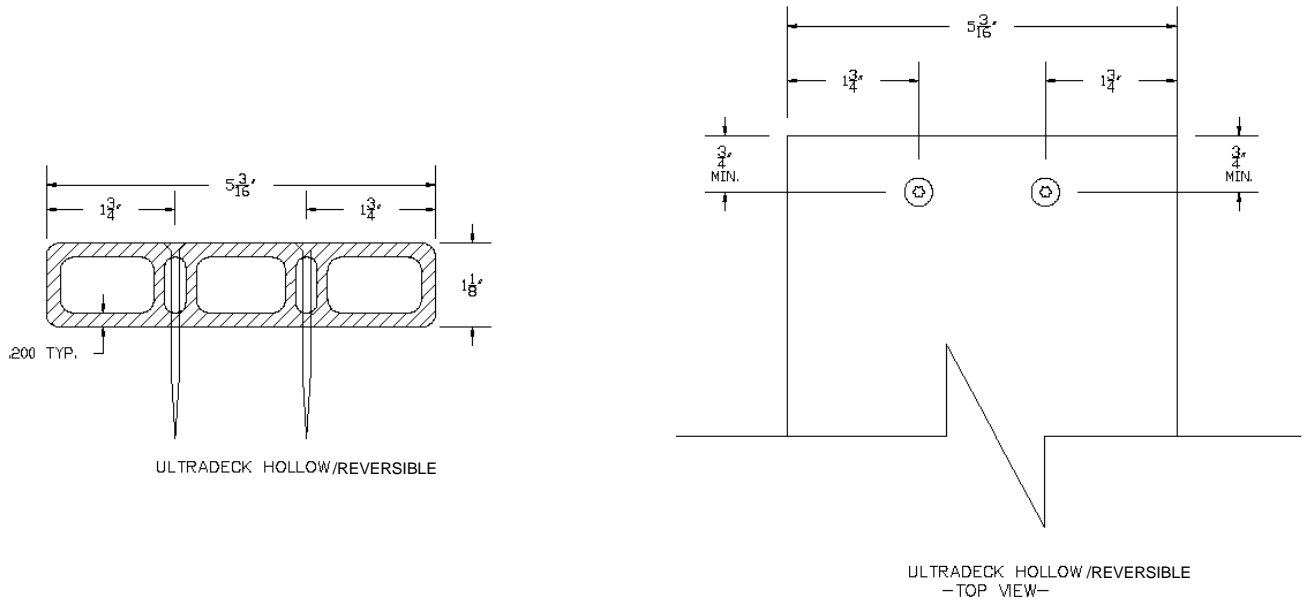 5 3/16"
1 3/4" 1 3/4"
1 1/8"
.200 TYP.
ULTRADECK HOLLOW/REVERSIBLE
5 3/16"
1 3/4" 1 3/4"
3/4" MIN.
3/4" MIN.
ULTRADECK HOLLOW/REVERSIBLE
-TOP VIEW-